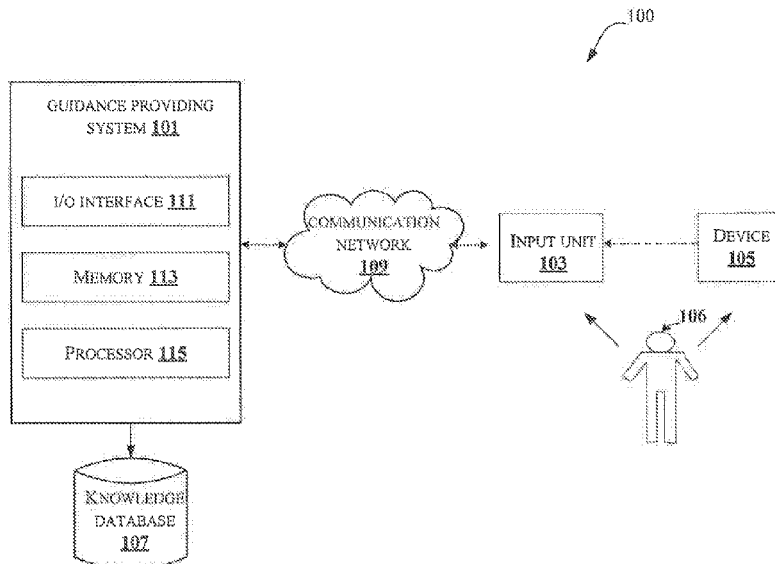 100
GUIDANCE PROVIDING
SYSTEM 101
I/O INTERFACE 111
MEMORY 113
PROCESSOR 115
COMMUNICATION
NETWORK
109
INPUT UNIT
103
DEVICE
105
106
KNOWLEDGE
DATABASE
107